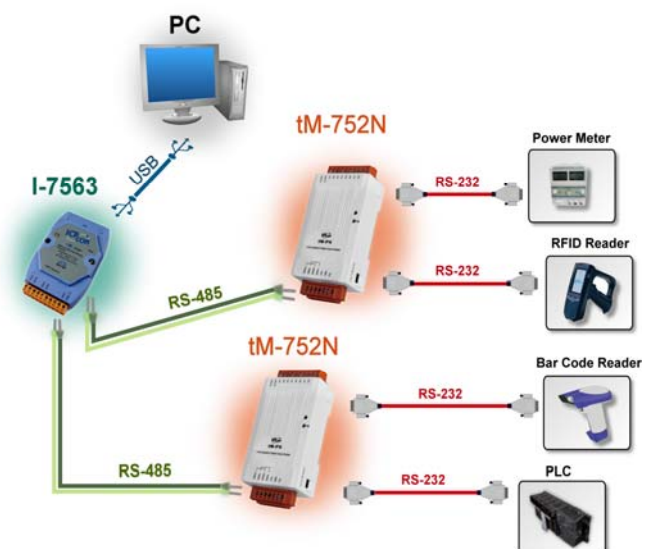 PC
tM-752N
Power Meter
USB
RS-232
I-7563
RFID Reader
RS-232
RS-485
tM-752N
Bar Code Reader
RS-232
RS-485
RS-232
PLC